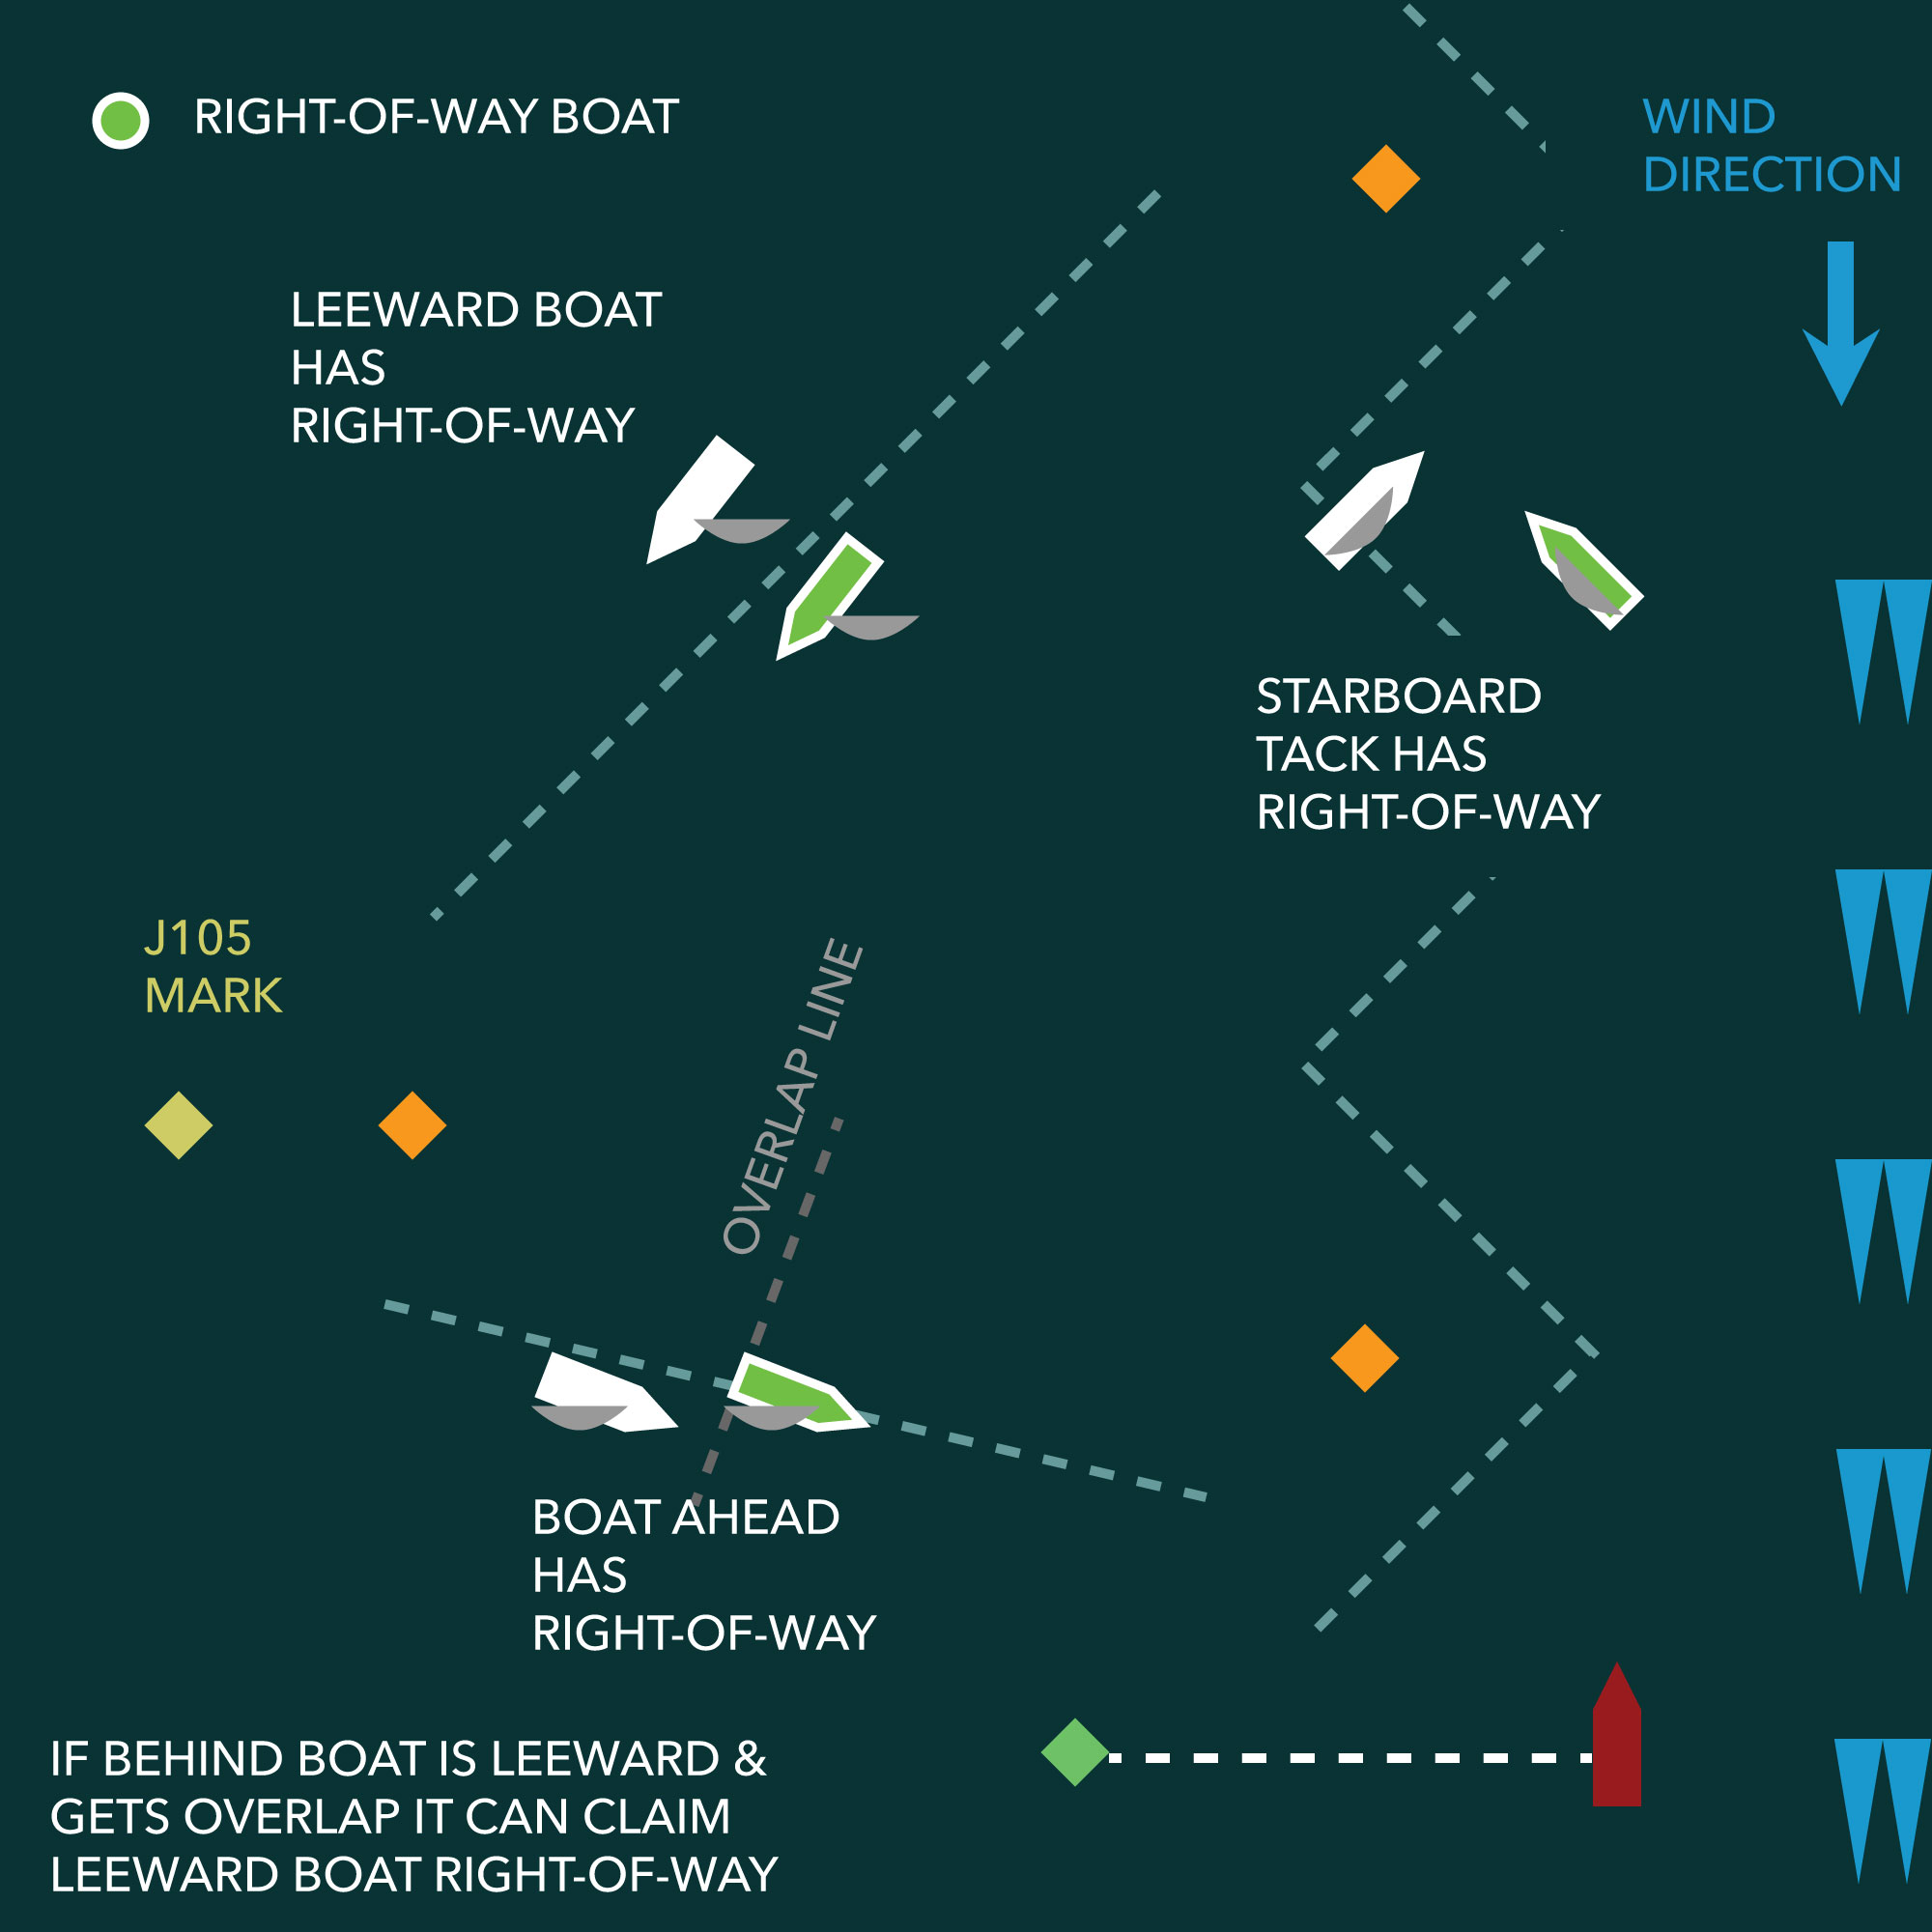 RIGHT-OF-WAY BOAT
WIND
DIRECTION
LEEWARD BOAT
HAS
RIGHT-OF-WAY
STARBOARD
TACK HAS
RIGHT-OF-WAY
J105
MARK
OVERLAP LINE
BOAT AHEAD
HAS
RIGHT-OF-WAY
IF BEHIND BOAT IS LEEWARD &
GETS OVERLAP IT CAN CLAIM
LEEWARD BOAT RIGHT-OF-WAY